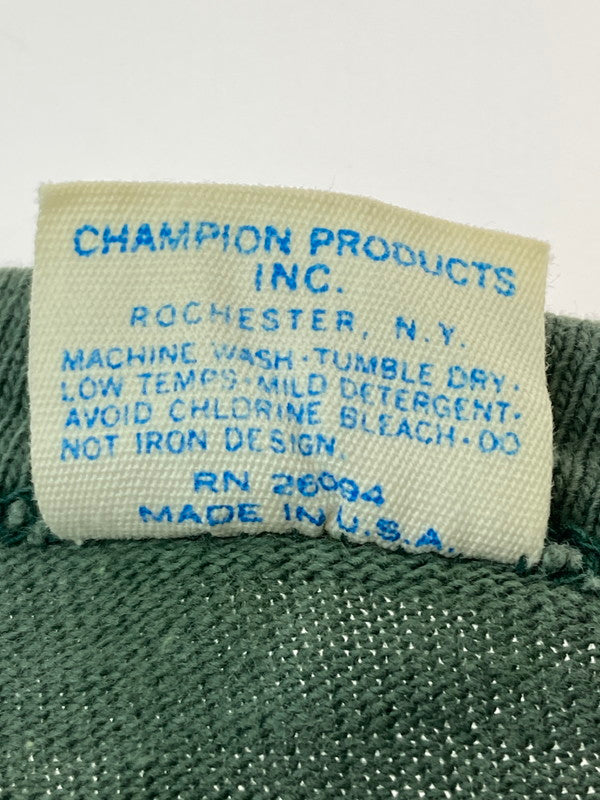 CHAMPION PRODUCTS
INC.
ROCHESTER, N.Y.
MACHINE WASH·TUMBLE DRY·
LOW TEMPS·MILD DETERGENT·
AVOID CHLORINE BLEACH·DO
NOT IRON DESIGN.
RN 26094
MADE IN U.S.A.